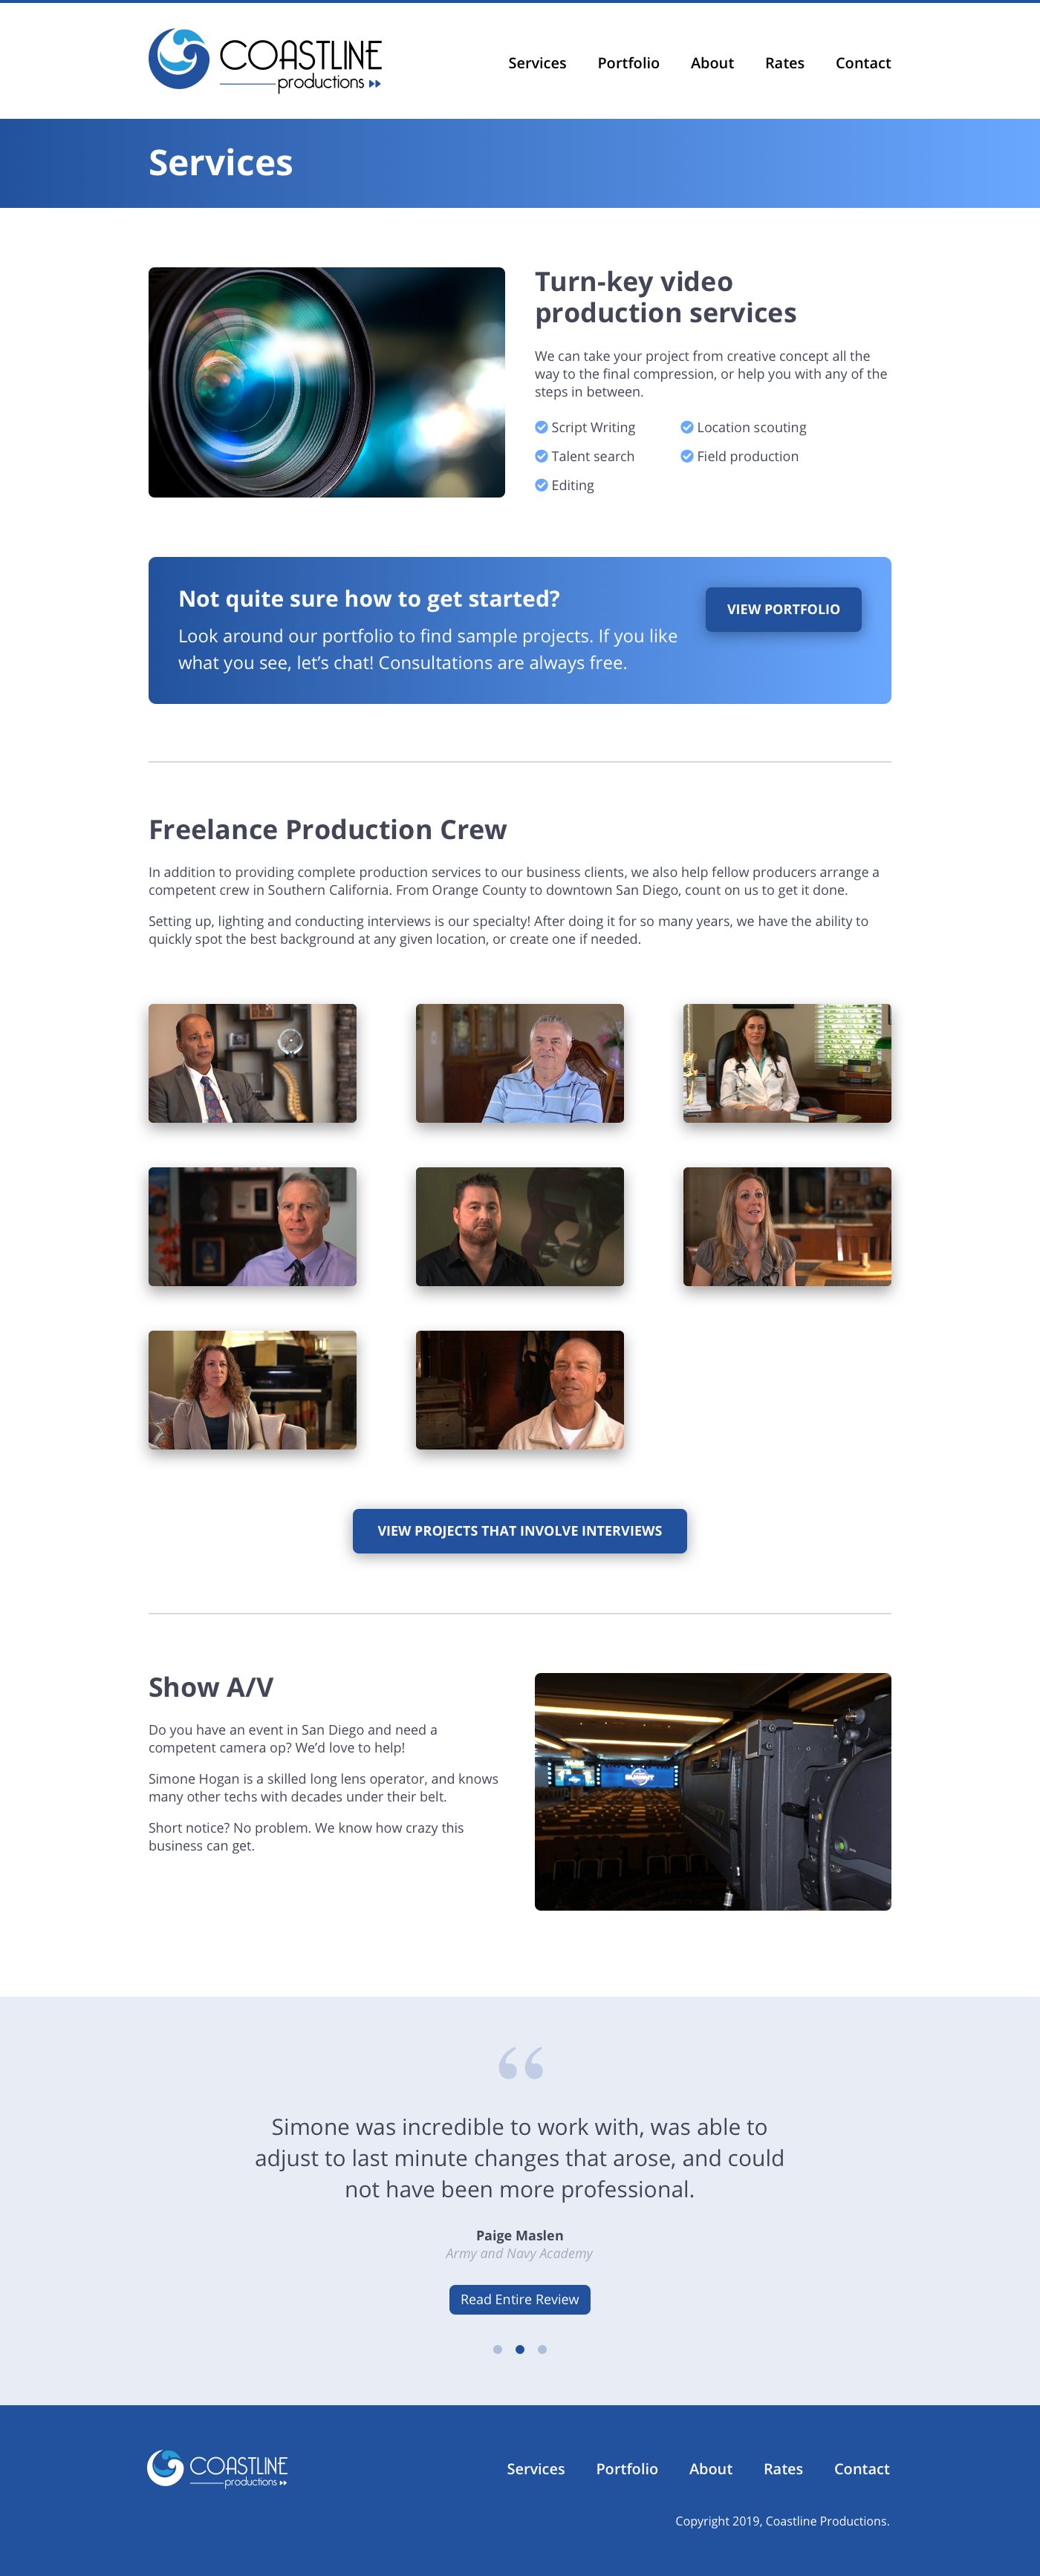 COASTLINE
productions
Services Portfolio About Rates Contact
Services
Turn-key video
production services
We can take your project from creative concept all the
way to the final compression, or help you with any of the
steps in between.
Script Writing Location scouting
Talent search Field production
Editing
Not quite sure how to get started?
VIEW PORTFOLIO
Look around our portfolio to find sample projects. If you like
what you see, let’s chat! Consultations are always free.
Freelance Production Crew
In addition to providing complete production services to our business clients, we also help fellow producers arrange a
competent crew in Southern California. From Orange County to downtown San Diego, count on us to get it done.
Setting up, lighting and conducting interviews is our specialty! After doing it for so many years, we have the ability to
quickly spot the best background at any given location, or create one if needed.
VIEW PROJECTS THAT INVOLVE INTERVIEWS
Show A/V
Do you have an event in San Diego and need a
competent camera op? We’d love to help!
Simone Hogan is a skilled long lens operator, and knows
many other techs with decades under their belt.
Short notice? No problem. We know how crazy this
business can get.
SUMMIT
“
Simone was incredible to work with, was able to
adjust to last minute changes that arose, and could
not have been more professional.
Paige Maslen
Army and Navy Academy
Read Entire Review
COASTLINE
productions
Services Portfolio About Rates Contact
Copyright 2019, Coastline Productions.